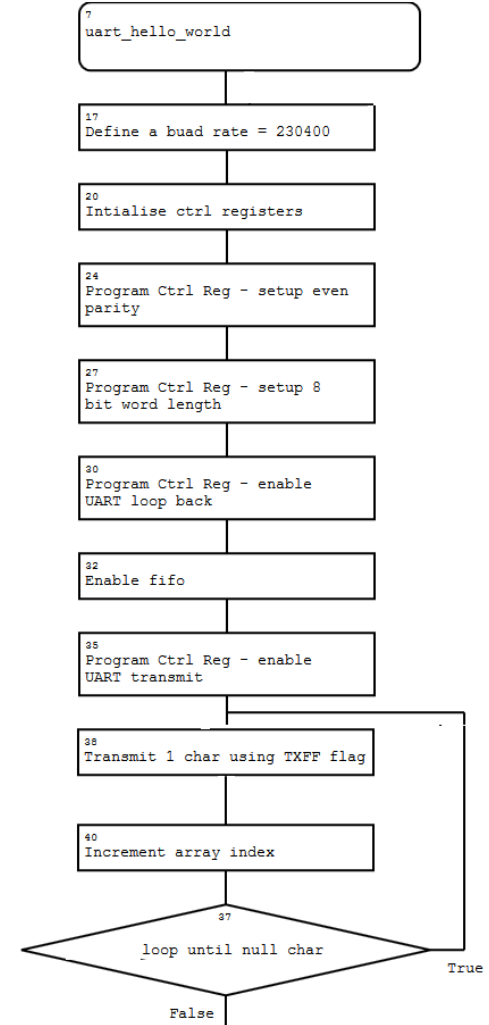 7
uart_hello_world
17
Define a buad rate = 230400
20
Intialise ctrl registers
24
Program Ctrl Reg - setup even
parity
27
Program Ctrl Reg - setup 8
bit word length
30
Program Ctrl Reg - enable
UART loop back
32
Enable fifo
35
Program Ctrl Reg - enable
UART transmit
38
Transmit 1 char using TXFF flag
40
Increment array index
37
loop until null char
True
False